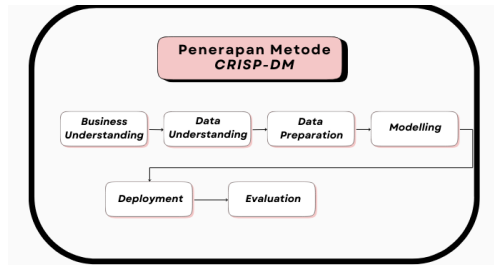 Penerapan Metode
CRISP-DM
Business
Understanding
Data
Understanding
Data
Preparation
Modelling
Deployment
Evaluation